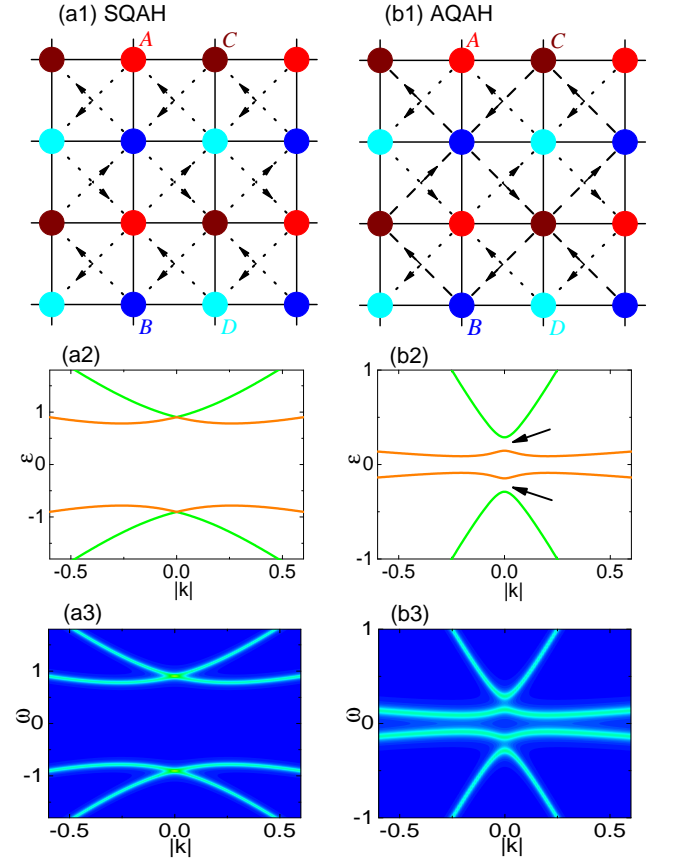 (a1) SQAH
(b1) AQAH
A C
A C
B D
B D
(a2)
(b2)
1
0
-1
ε
-0.5 0.0 0.5
|k|
1
0
-1
ε
-0.5 0.0 0.5
|k|
(a3)
(b3)
1
0
-1
ω
-0.5 0.0 0.5
|k|
1
0
-1
ω
-0.5 0.0 0.5
|k|